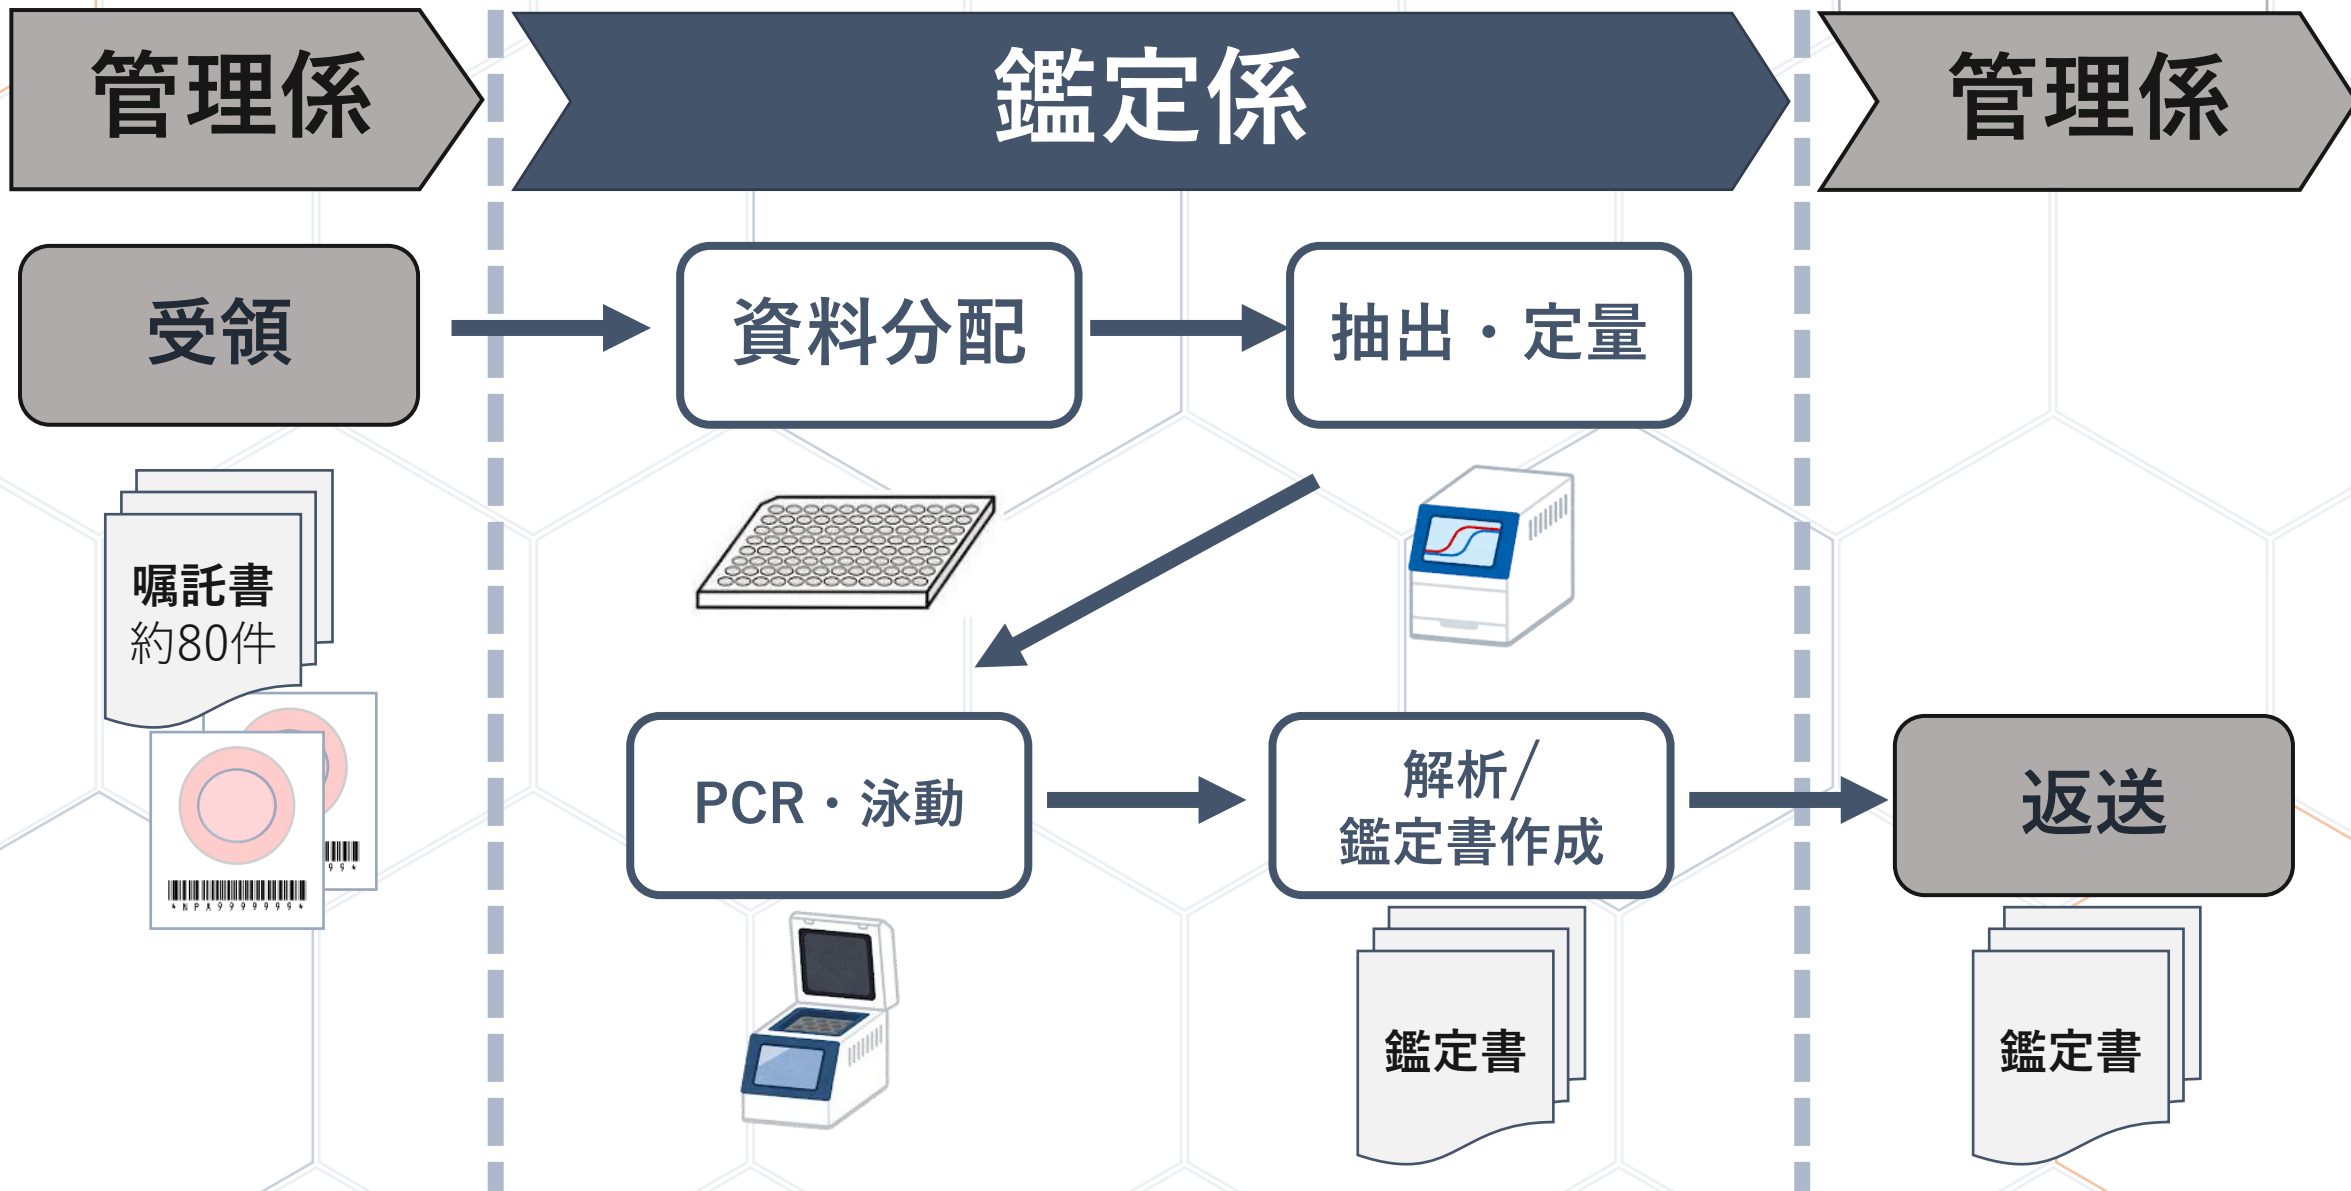 管理係
鑑定係
管理係
受領
資料分配
抽出・定量
嘱託書
約80件
*NPA9999999*
994*
PCR・泳動
解析/
鑑定書作成
返送
鑑定書
鑑定書